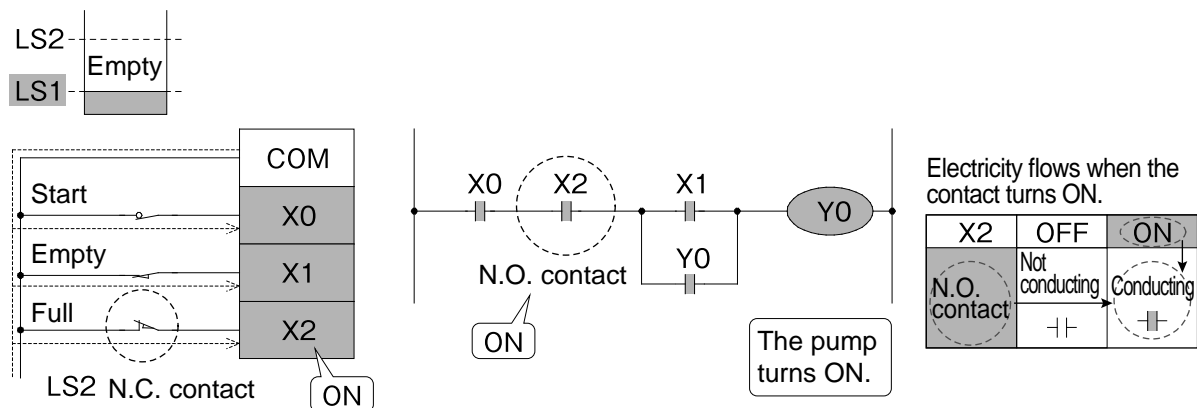 LS2
Empty
LS1
COM
Start
X0
Empty
X1
Full
X2
LS2 N.C. contact
ON
X0 X2 X1 Y0
Y0
N.O. contact
ON
The pump
turns ON.
Electricity flows when the
contact turns ON.
X2 OFF ON
N.O.
contact
Not
conducting
Conducting